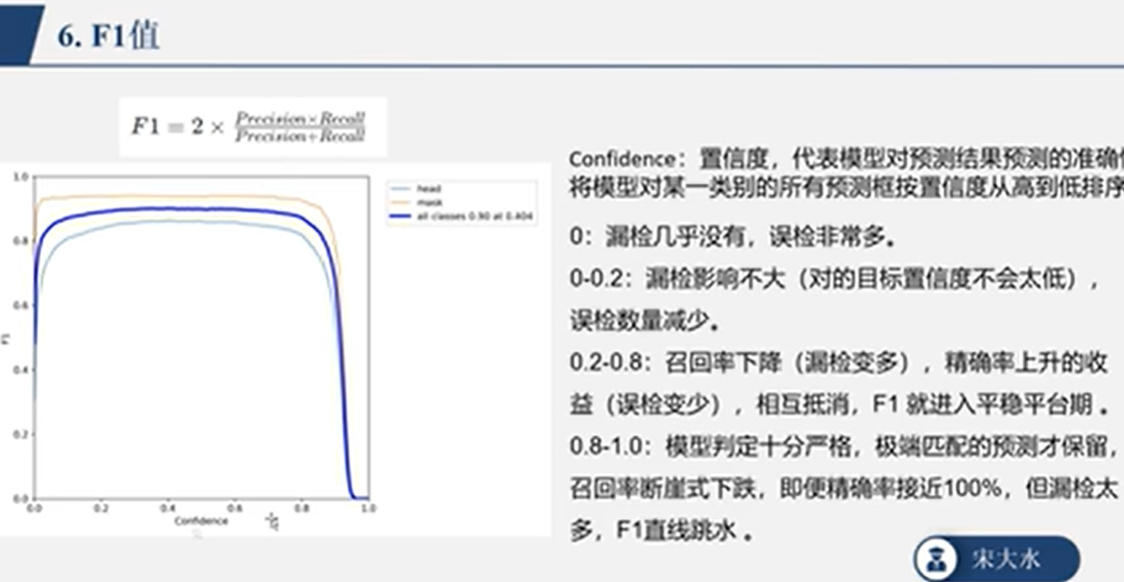 6. F1值
F1 = 2 × Precision×Recall / Precision+Recall
1.0
0.8
0.6
0.4
0.2
0.0
F1
0.0 0.2 0.4 0.6 0.8 1.0
Confidence
head
mask
all classes 0.90 at 0.404
Confidence：置信度，代表模型对预测结果预测的准确
将模型对某一类别的所有预测框按置信度从高到低排序
0：漏检几乎没有，误检非常多。
0-0.2：漏检影响不大（对的目标置信度不会太低），
误检数量减少。
0.2-0.8：召回率下降（漏检变多），精确率上升的收
益（误检变少），相互抵消，F1 就进入平稳平台期 。
0.8-1.0：模型判定十分严格，极端匹配的预测才保留，
召回率断崖式下跌，即便精确率接近100%，但漏检太
多，F1直线跳水 。
宋大水